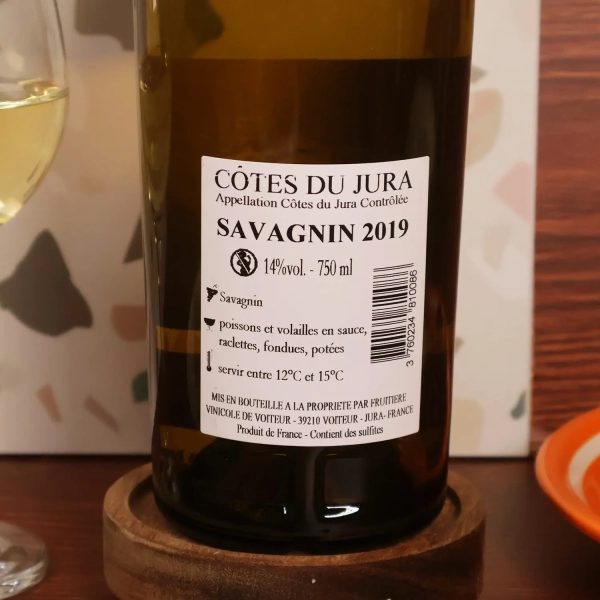 CÔTES DU JURA
Appellation Côtes du Jura Contrôlée
SAVAGNIN 2019
14%vol. - 750 ml
Savagnin
poissons et volailles en sauce,
raclettes, fondues, potées
servir entre 12°C et 15°C
MIS EN BOUTEILLE A LA PROPRIETE PAR FRUITIERE
VINICOLE DE VOITEUR - 39210 VOITEUR - JURA- FRANCE
Produit de France - Contient des sulfites
3 760234 810086